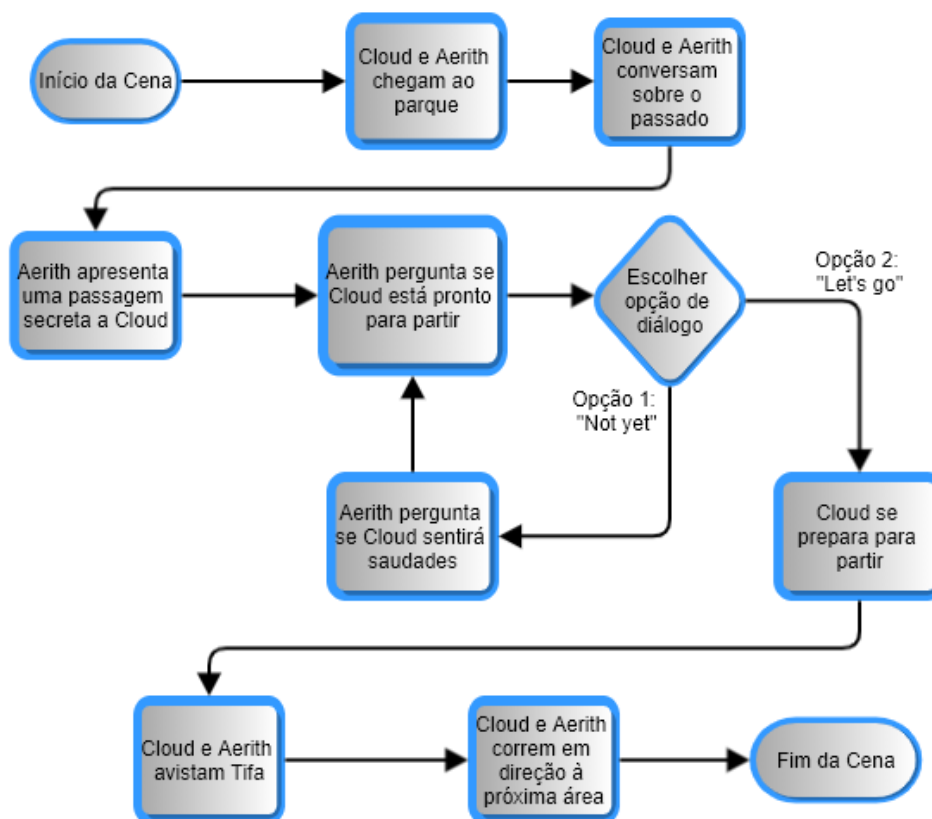 Início da Cena
Cloud e Aerith
chegam ao
parque
Cloud e Aerith
conversam
sobre o
passado
Aerith apresenta
uma passagem
secreta a Cloud
Aerith pergunta se
Cloud está pronto
para partir
Escolher
opção de
diálogo
Opção 2:
"Let's go"
Opção 1:
"Not yet"
Aerith pergunta
se Cloud sentirá
saudades
Cloud se
prepara para
partir
Cloud e Aerith
avistam Tifa
Cloud e Aerith
correm em
direção à
próxima área
Fim da Cena